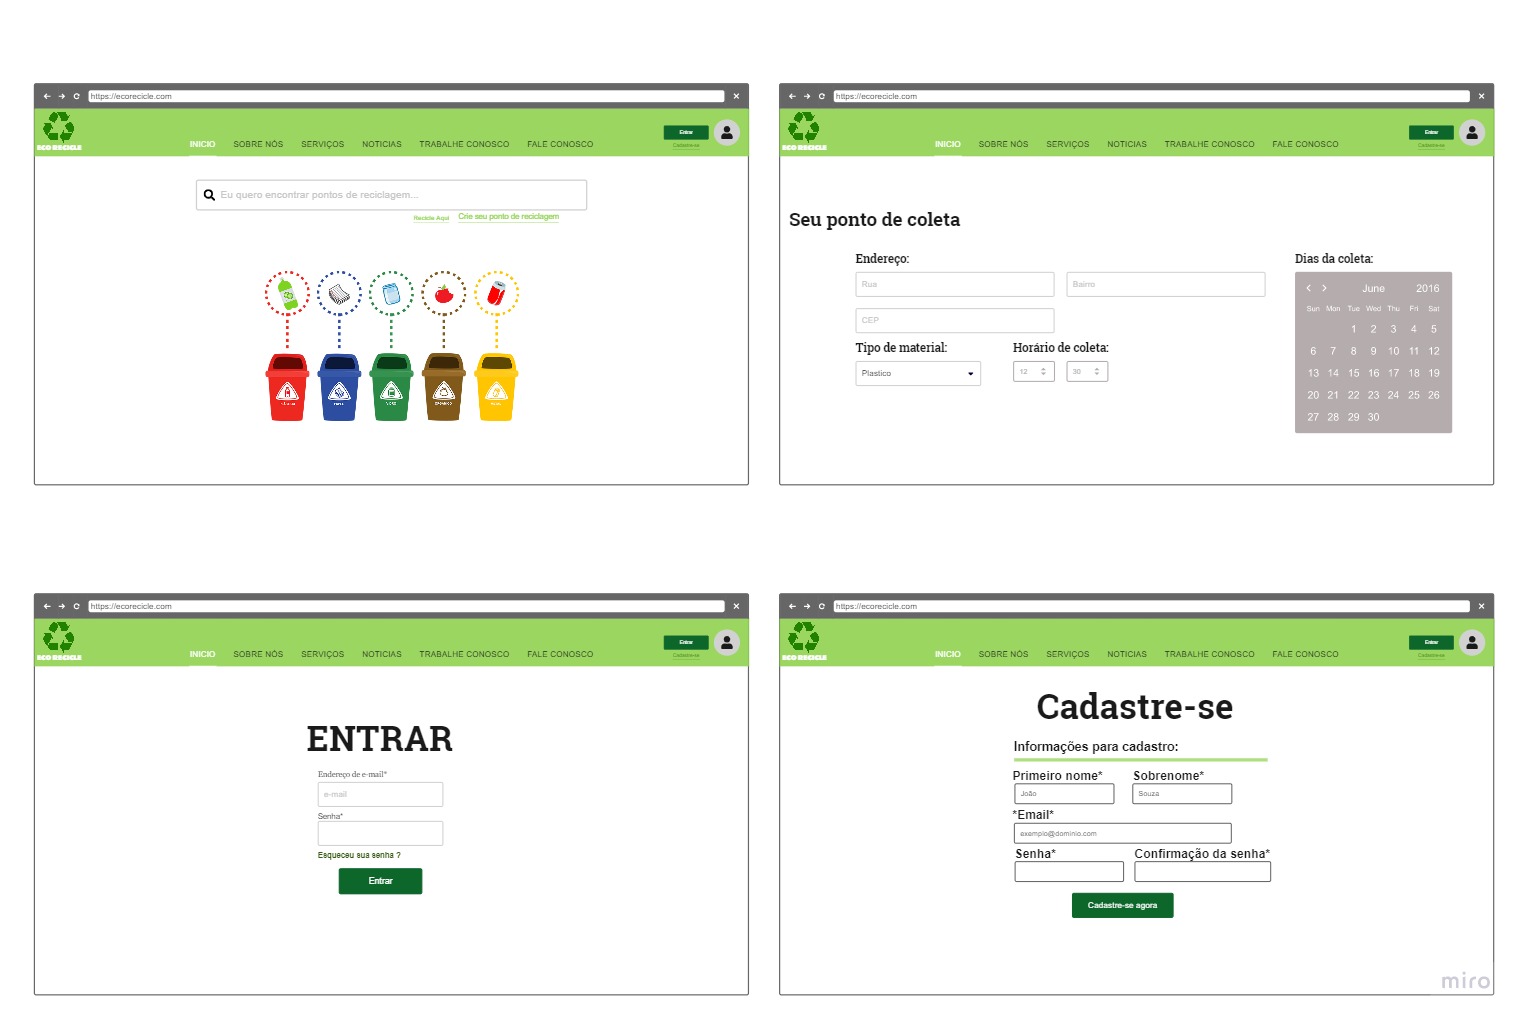 https://ecorecicle.com
ECO RECICLE
INICIO SOBRE NÓS SERVIÇOS NOTICIAS TRABALHE CONOSCO FALE CONOSCO
Entrar
Cadastre-se
Eu quero encontrar pontos de reciclagem...
Recicle Aqui Crie seu ponto de reciclagem
PAPEL
VIDRO
ORGÂNICO
https://ecorecicle.com
ECO RECICLE
INICIO SOBRE NÓS SERVIÇOS NOTICIAS TRABALHE CONOSCO FALE CONOSCO
Entrar
Cadastre-se
Seu ponto de coleta
Endereço:
Rua
Bairro
CEP
Tipo de material:
Plastico
Horário de coleta:
12
30
Dias da coleta:
June 2016
Sun Mon Tue Wed Thu Fri Sat
1 2 3 4 5
6 7 8 9 10 11 12
13 14 15 16 17 18 19
20 21 22 23 24 25 26
27 28 29 30
https://ecorecicle.com
ECO RECICLE
INICIO SOBRE NÓS SERVIÇOS NOTICIAS TRABALHE CONOSCO FALE CONOSCO
Entrar
Cadastre-se
ENTRAR
Endereço de e-mail*
e-mail
Senha*
Esqueceu sua senha ?
Entrar
https://ecorecicle.com
ECO RECICLE
INICIO SOBRE NÓS SERVIÇOS NOTICIAS TRABALHE CONOSCO FALE CONOSCO
Entrar
Cadastre-se
Cadastre-se
Informações para cadastro:
Primeiro nome* Sobrenome*
João Souza
*Email*
exemplo@dominio.com
Senha* Confirmação da senha*
Cadastre-se agora
miro